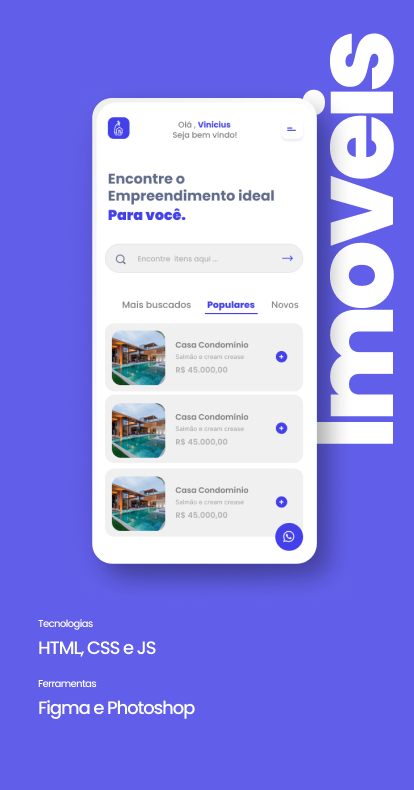 Imoveis
Olá , Vinicius
Seja bem vindo!
Encontre o
Empreendimento ideal
Para você.
Encontre itens aqui ...
Mais buscados
Populares
Novos
Casa Condomínio
Salmão e cream crease
R$ 45.000,00
Casa Condomínio
Salmão e cream crease
R$ 45.000,00
Casa Condomínio
Salmão e cream crease
R$ 45.000,00
Tecnologias
HTML, CSS e JS
Ferramentas
Figma e Photoshop